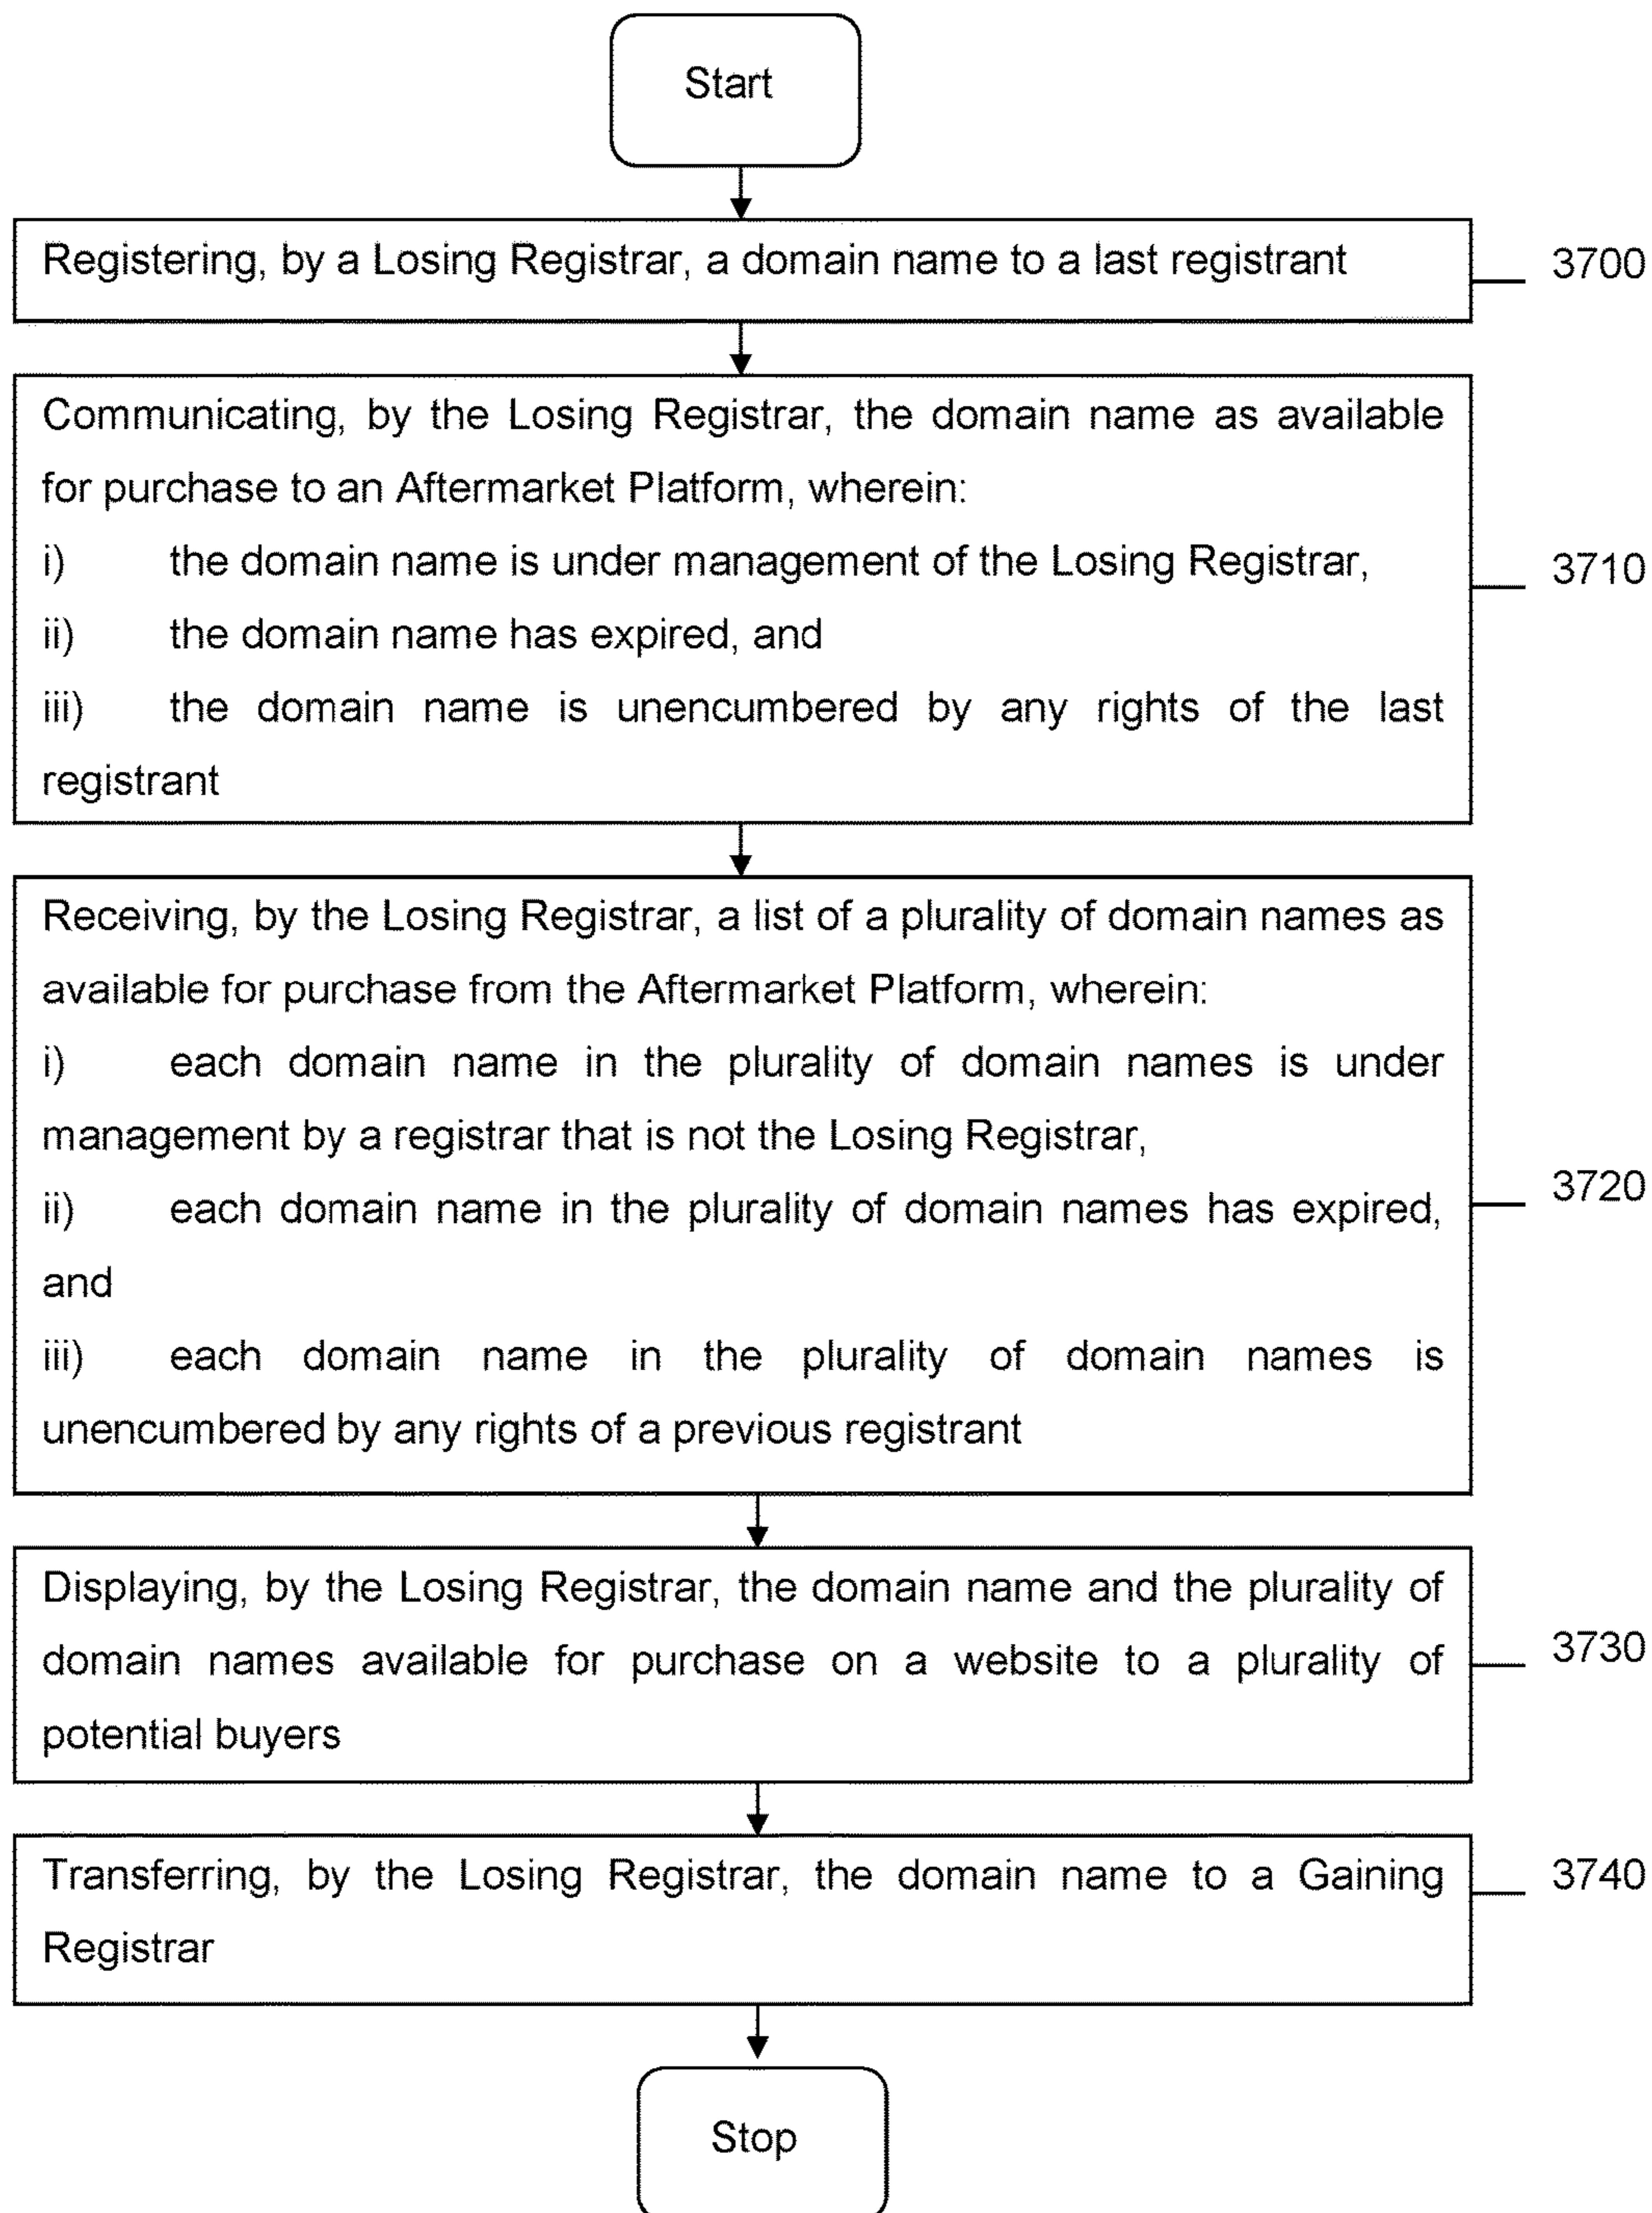 Start
Registering, by a Losing Registrar, a domain name to a last registrant
3700
Communicating, by the Losing Registrar, the domain name as available
for purchase to an Aftermarket Platform, wherein:
i) the domain name is under management of the Losing Registrar,
ii) the domain name has expired, and
iii) the domain name is unencumbered by any rights of the last
registrant
3710
Receiving, by the Losing Registrar, a list of a plurality of domain names as
available for purchase from the Aftermarket Platform, wherein:
i) each domain name in the plurality of domain names is under
management by a registrar that is not the Losing Registrar,
ii) each domain name in the plurality of domain names has expired,
and
iii) each domain name in the plurality of domain names is
unencumbered by any rights of a previous registrant
3720
Displaying, by the Losing Registrar, the domain name and the plurality of
domain names available for purchase on a website to a plurality of
potential buyers
3730
Transferring, by the Losing Registrar, the domain name to a Gaining
Registrar
3740
Stop